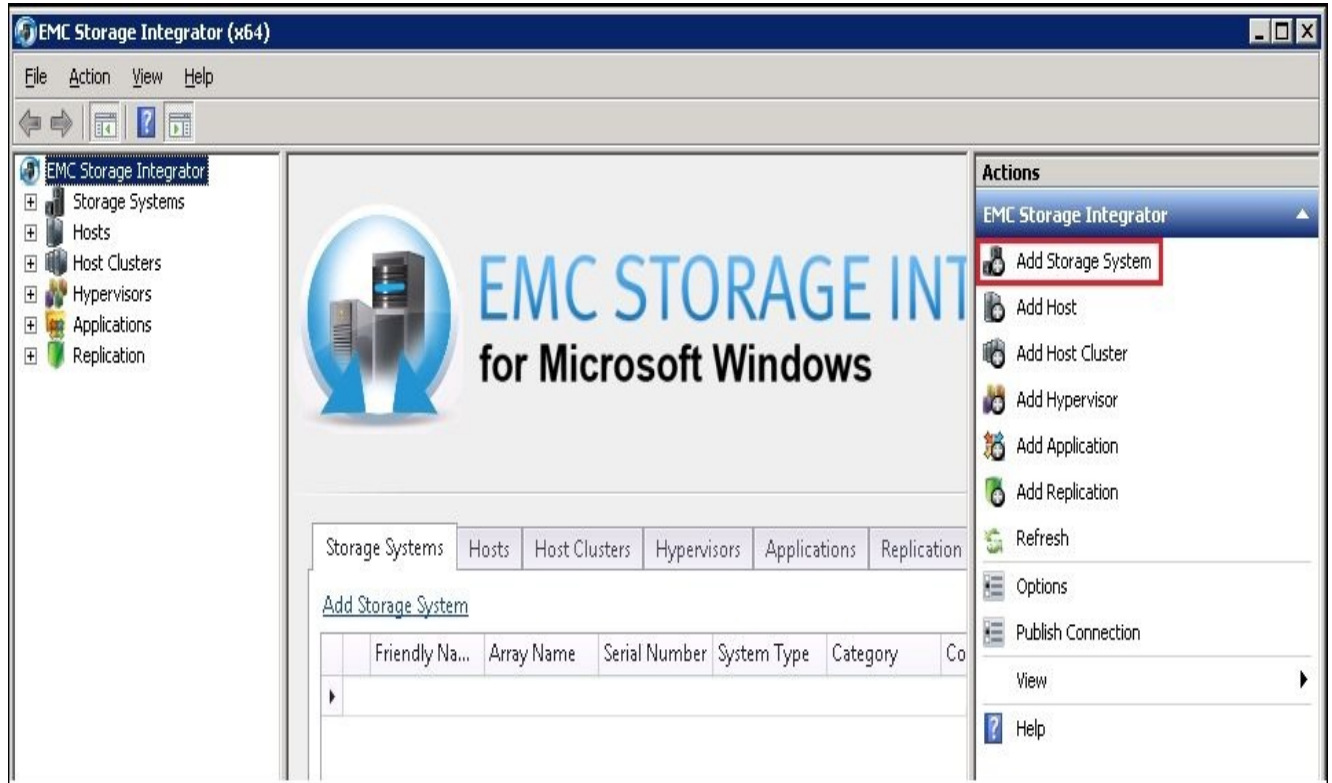 EMC Storage Integrator (x64)
File Action View Help
EMC Storage Integrator
Storage Systems
Hosts
Host Clusters
Hypervisors
Applications
Replication
EMC STORAGE INT
for Microsoft Windows
Storage Systems Hosts Host Clusters Hypervisors Applications Replication
Add Storage System
Friendly Na... Array Name Serial Number System Type Category Co
Actions
EMC Storage Integrator
Add Storage System
Add Host
Add Host Cluster
Add Hypervisor
Add Application
Add Replication
Refresh
Options
Publish Connection
View
Help